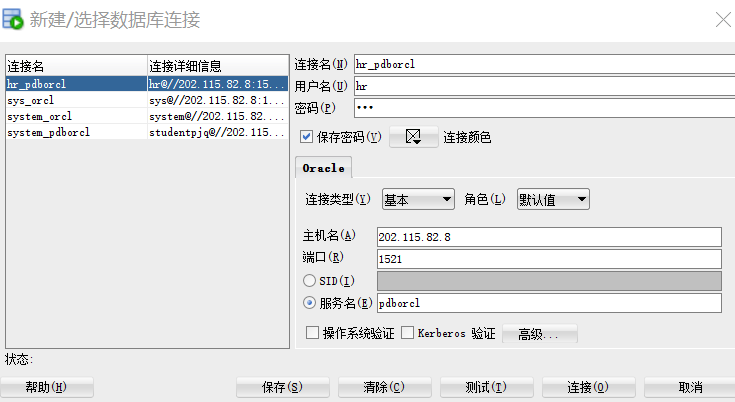 新建/选择数据库连接
连接名 连接详细信息
hr_pdborcl hr@//202.115.82.8:15...
sys_orcl sys@//202.115.82.8:1...
system_orcl system@//202.115.82....
system_pdborcl studentpjq@//202.115...
连接名(N) hr_pdborcl
用户名(U) hr
密码(P) •••
保存密码(V) 连接颜色
Oracle
连接类型(Y) 基本 角色(L) 默认值
主机名(A) 202.115.82.8
端口(R) 1521
SID(I)
服务名(E) pdborcl
操作系统验证 Kerberos 验证 高级...
状态:
帮助(H) 保存(S) 清除(C) 测试(T) 连接(O) 取消